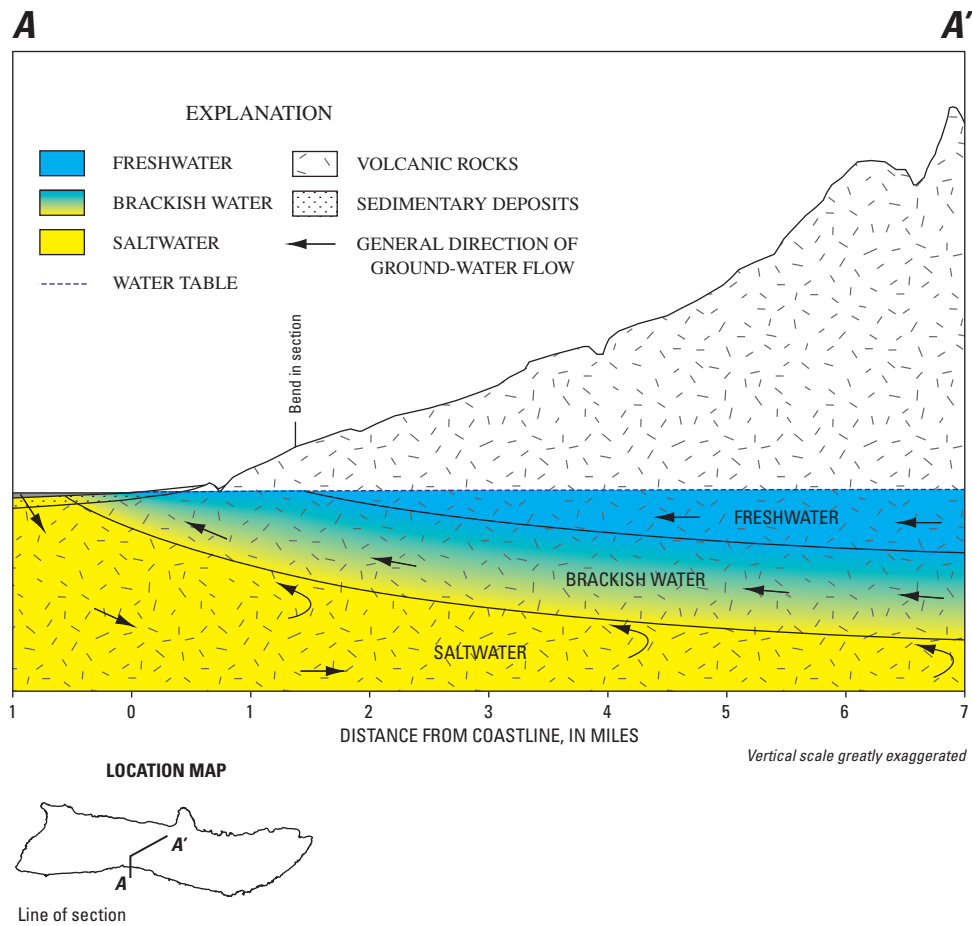 A
A'
EXPLANATION
FRESHWATER
BRACKISH WATER
SALTWATER
WATER TABLE
VOLCANIC ROCKS
SEDIMENTARY DEPOSITS
GENERAL DIRECTION OF
GROUND-WATER FLOW
Bend in section
FRESHWATER
BRACKISH WATER
SALTWATER
1 0 1 2 3 4 5 6 7
DISTANCE FROM COASTLINE, IN MILES
Vertical scale greatly exaggerated
LOCATION MAP
A'
A
Line of section